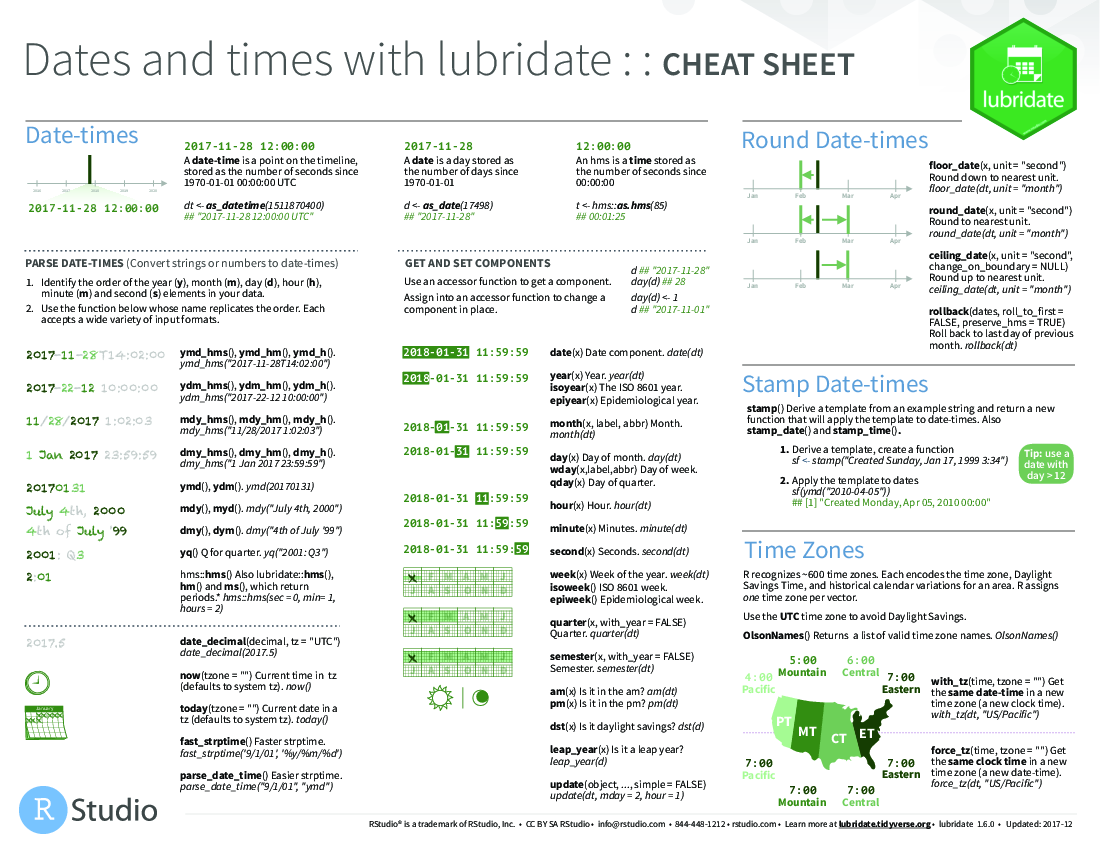 Dates and times with lubridate : : CHEAT SHEET
lubridate
Date-times
2017-11-28 12:00:00
2017-11-28 12:00:00
A date-time is a point on the timeline,
stored as the number of seconds since
1970-01-01 00:00:00 UTC
dt <- as_datetime(1511870400)
## "2017-11-28 12:00:00 UTC"
2017-11-28
A date is a day stored as
the number of days since
1970-01-01
d <- as_date(17498)
## "2017-11-28"
12:00:00
An hms is a time stored as
the number of seconds since
00:00:00
t <- hms::as.hms(85)
## 00:01:25
PARSE DATE-TIMES (Convert strings or numbers to date-times)
1. Identify the order of the year (y), month (m), day (d), hour (h),
minute (m) and second (s) elements in your data.
2. Use the function below whose name replicates the order. Each
accepts a wide variety of input formats.
2017-11-28T14:02:00
ymd_hms(), ymd_hm(), ymd_h().
ymd_hms("2017-11-28T14:02:00")
2017-22-12 10:00:00
ydm_hms(), ydm_hm(), ydm_h().
ydm_hms("2017-22-12 10:00:00")
11/28/2017 1:02:03
mdy_hms(), mdy_hm(), mdy_h().
mdy_hms("11/28/2017 1:02:03")
1 Jan 2017 23:59:59
dmy_hms(), dmy_hm(), dmy_h().
dmy_hms("1 Jan 2017 23:59:59")
20170131
ymd(), ydm(). ymd(20170131)
July 4th, 2000
mdy(), myd(). mdy("July 4th, 2000")
4th of July '99
dmy(), dym(). dmy("4th of July '99")
2001: Q3
yq() Q for quarter. yq("2001: Q3")
2:01
hms::hms() Also lubridate::hms(),
hm() and ms(), which return
periods.* hms::hms(sec = 0, min= 1,
hours = 2)
2017.5
date_decimal(decimal, tz = "UTC")
date_decimal(2017.5)
now(tzone = "") Current time in tz
(defaults to system tz). now()
January
today(tzone = "") Current date in a
tz (defaults to system tz). today()
fast_strptime() Faster strptime.
fast_strptime('9/1/01', '%y/%m/%d')
parse_date_time() Easier strptime.
parse_date_time("9/1/01", "ymd")
GET AND SET COMPONENTS
Use an accessor function to get a component.
Assign into an accessor function to change a
component in place.
d ## "2017-11-28"
day(d) ## 28
day(d) <- 1
d ## "2017-11-01"
2018-01-31 11:59:59
date(x) Date component. date(dt)
2018-01-31 11:59:59
year(x) Year. year(dt)
isoyear(x) The ISO 8601 year.
epiyear(x) Epidemiological year.
2018-01-31 11:59:59
month(x, label, abbr) Month.
month(dt)
2018-01-31 11:59:59
day(x) Day of month. day(dt)
wday(x,label,abbr) Day of week.
qday(x) Day of quarter.
2018-01-31 11:59:59
hour(x) Hour. hour(dt)
2018-01-31 11:59:59
minute(x) Minutes. minute(dt)
2018-01-31 11:59:59
second(x) Seconds. second(dt)
J F M A M J
J A S O N D
week(x) Week of the year. week(dt)
isoweek() ISO 8601 week.
epiweek() Epidemiological week.
J F M A M J
J A S O N D
quarter(x, with_year = FALSE)
Quarter. quarter(dt)
J F M A M J
J A S O N D
semester(x, with_year = FALSE)
Semester. semester(dt)
am(x) Is it in the am? am(dt)
pm(x) Is it in the pm? pm(dt)
dst(x) Is it daylight savings? dst(d)
leap_year(x) Is it a leap year?
leap_year(d)
update(object, ..., simple = FALSE)
update(dt, mday = 2, hour = 1)
Round Date-times
Jan Feb Mar Apr
floor_date(x, unit = "second")
Round down to nearest unit.
floor_date(dt, unit = "month")
Jan Feb Mar Apr
round_date(x, unit = "second")
Round to nearest unit.
round_date(dt, unit = "month")
Jan Feb Mar Apr
ceiling_date(x, unit = "second",
change_on_boundary = NULL)
Round up to nearest unit.
ceiling_date(dt, unit = "month")
rollback(dates, roll_to_first =
FALSE, preserve_hms = TRUE)
Roll back to last day of previous
month. rollback(dt)
Stamp Date-times
stamp() Derive a template from an example string and return a new
function that will apply the template to date-times. Also
stamp_date() and stamp_time().
1. Derive a template, create a function
sf <- stamp("Created Sunday, Jan 17, 1999 3:34")
2. Apply the template to dates
sf(ymd("2010-04-05"))
## [1] "Created Monday, Apr 05, 2010 00:00"
Tip: use a
date with
day > 12
Time Zones
R recognizes ~600 time zones. Each encodes the time zone, Daylight
Savings Time, and historical calendar variations for an area. R assigns
one time zone per vector.
Use the UTC time zone to avoid Daylight Savings.
OlsonNames() Returns a list of valid time zone names. OlsonNames()
5:00
Mountain
6:00
Central
4:00
Pacific
7:00
Eastern
PT
MT
CT
ET
7:00
Pacific
7:00
Eastern
7:00
Mountain
7:00
Central
with_tz(time, tzone = "") Get
the same date-time in a new
time zone (a new clock time).
with_tz(dt, "US/Pacific")
force_tz(time, tzone = "") Get
the same clock time in a new
time zone (a new date-time).
force_tz(dt, "US/Pacific")
R Studio
RStudio® is a trademark of RStudio, Inc. • CC BY SA RStudio • info@rstudio.com • 844-448-1212 • rstudio.com • Learn more at lubridate.tidyverse.org • lubridate 1.6.0 • Updated: 2017-12